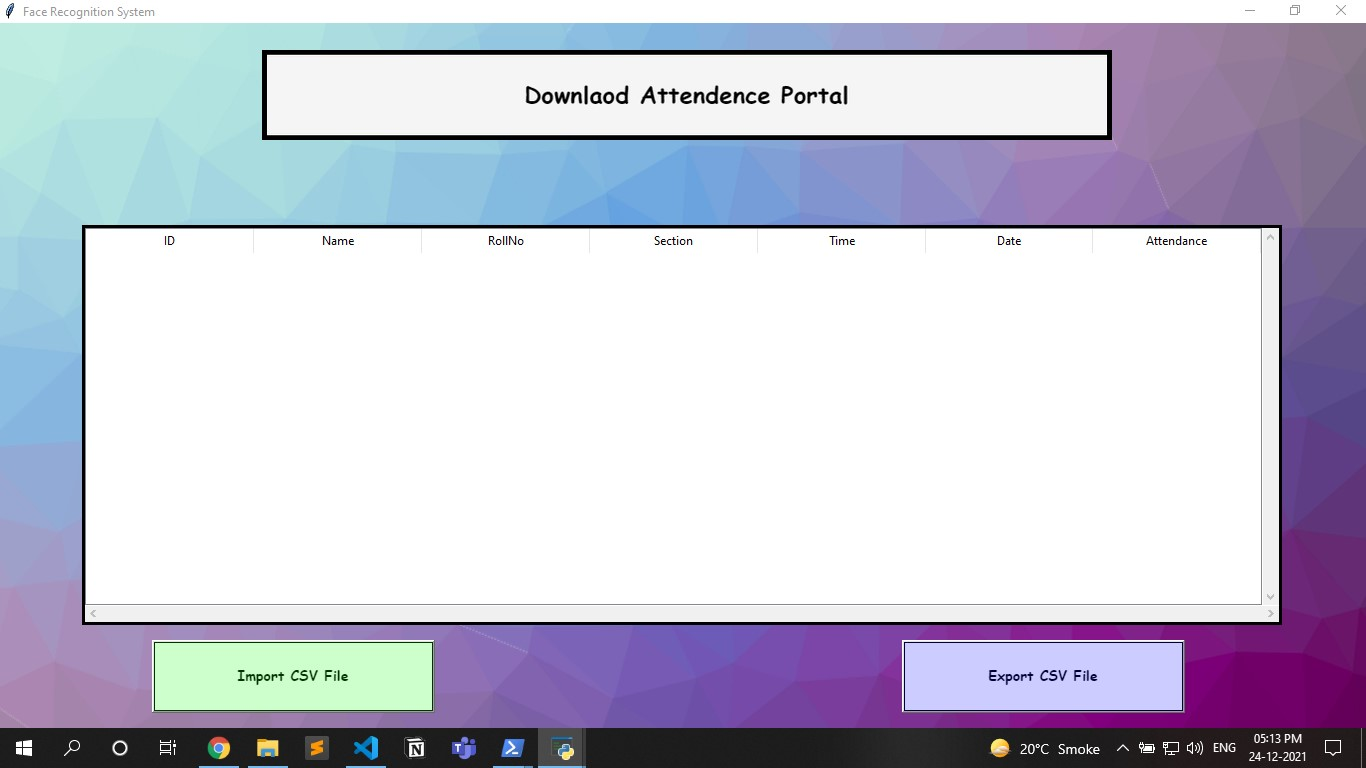 Face Recognition System
Downlaod Attendence Portal
ID Name RollNo Section Time Date Attendance
Import CSV File Export CSV File
20°C Smoke ENG 05:13 PM
24-12-2021